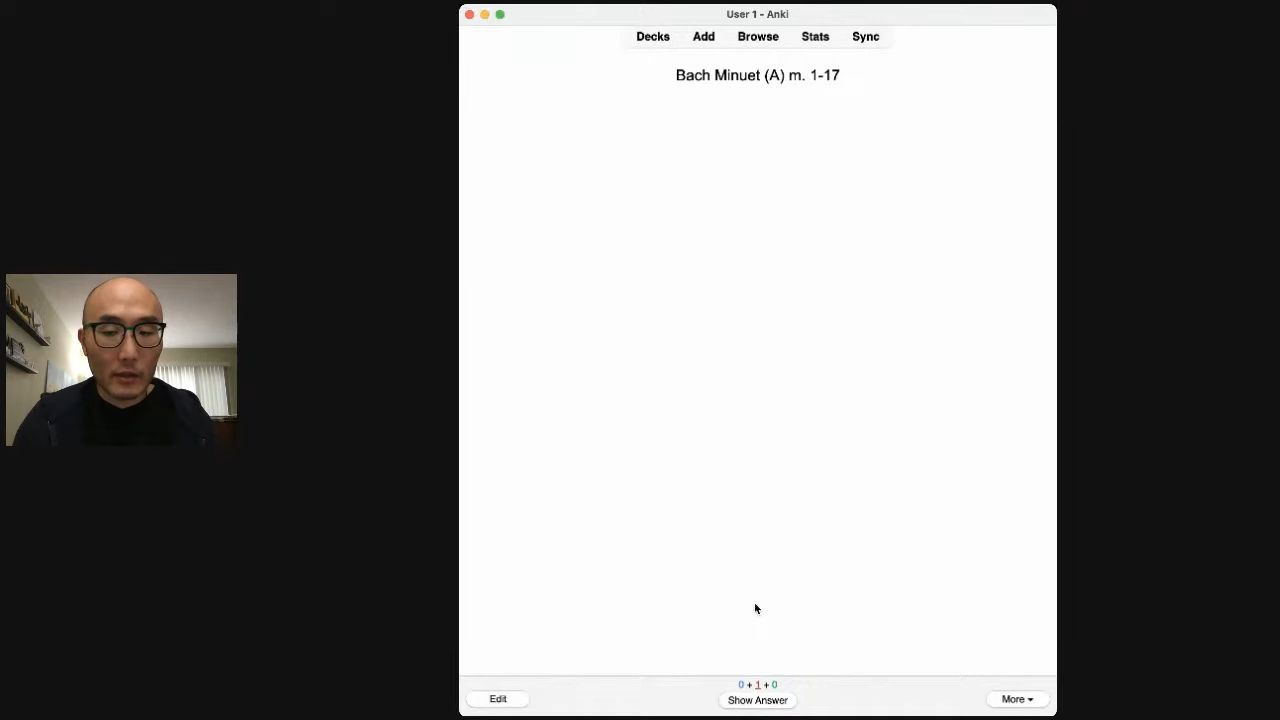 User 1 - Anki
Decks Add Browse Stats Sync
Bach Minuet (A) m. 1-17
0 + 1 + 0
Edit Show Answer More